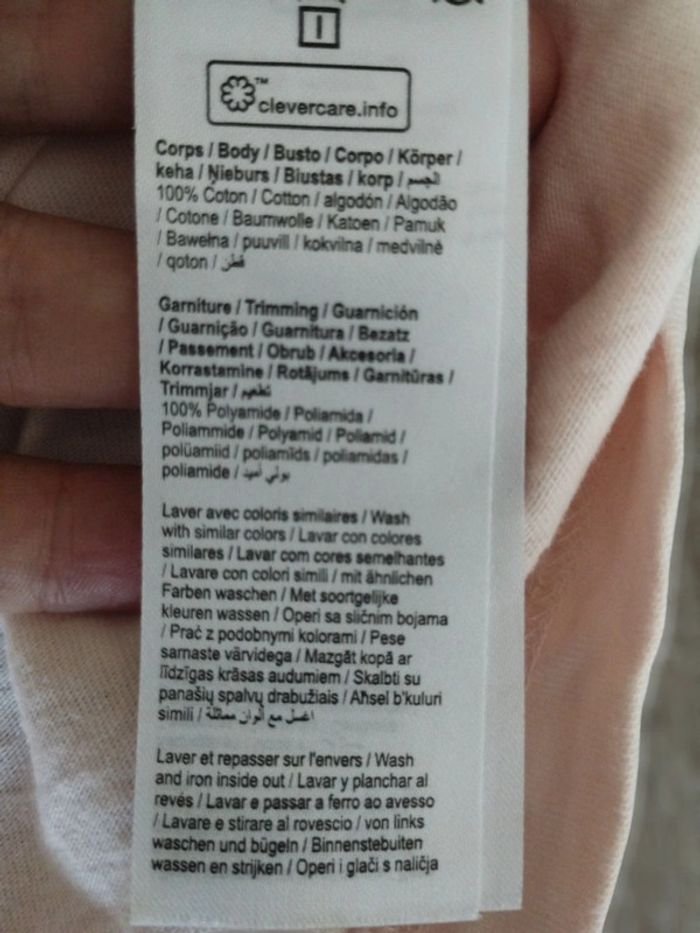 ™
clevercare.info
Corps / Body / Busto / Corpo / Körper /
keha / Ņieburs / Biustas / korp / الجسم
100% Coton / Cotton / algodón / Algodão
/ Cotone / Baumwolle / Katoen / Pamuk
/ Bawełna / puuvill / kokvilna / medvilnė
/ qoton / قطن
Garniture / Trimming / Guarnición
/ Guarnição / Guarnitura / Bezatz
/ Passement / Obrub / Akcesoria /
Korrastamine / Rotājums / Garnitūras /
Trimmjar / تطعيم
100% Polyamide / Poliamida /
Poliammide / Polyamid / Poliamid /
polüamiid / poliamīds / poliamidas /
poliamide / بولي أميد
Laver avec coloris similaires / Wash
with similar colors / Lavar con colores
similares / Lavar com cores semelhantes
/ Lavare con colori simili / mit ähnlichen
Farben waschen / Met soortgelijke
kleuren wassen / Operi sa sličnim bojama
/ Prać z podobnymi kolorami / Pese
sarnaste värvidega / Mazgāt kopā ar
līdzīgas krāsas audumiem / Skalbti su
panašių spalvų drabužiais / Aħsel b'kuluri
simili / اغسل مع ألوان مماثلة
Laver et repasser sur l'envers / Wash
and iron inside out / Lavar y planchar al
revés / Lavar e passar a ferro ao avesso
/ Lavare e stirare al rovescio / von links
waschen und bügeln / Binnenstebuiten
wassen en strijken / Operi i glači s naličja